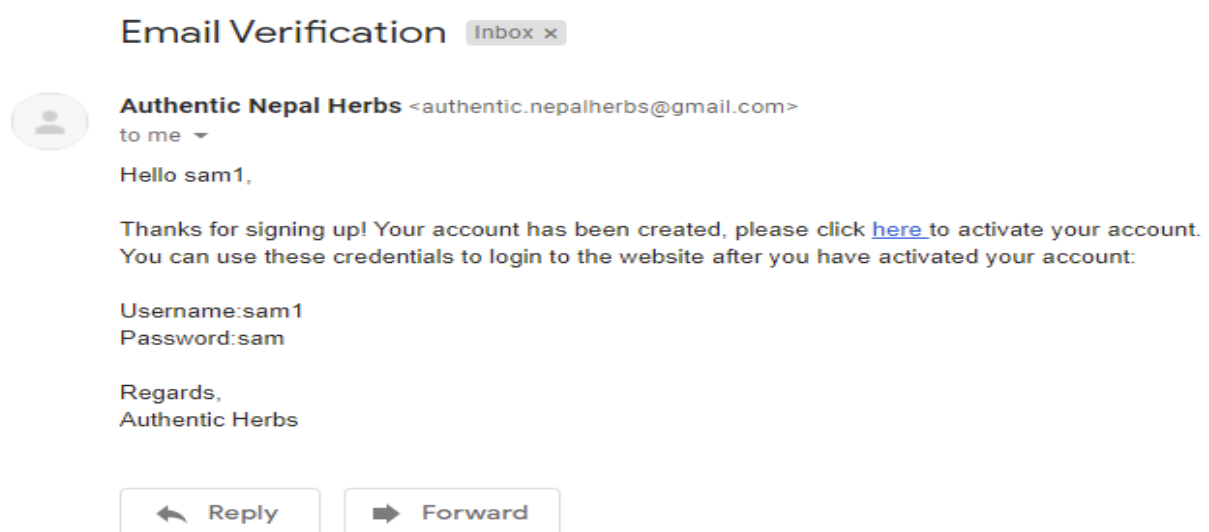 Email Verification Inbox x
Authentic Nepal Herbs <authentic.nepalherbs@gmail.com>
to me
Hello sam1,
Thanks for signing up! Your account has been created, please click here to activate your account.
You can use these credentials to login to the website after you have activated your account:
Username:sam1
Password:sam
Regards,
Authentic Herbs
Reply Forward